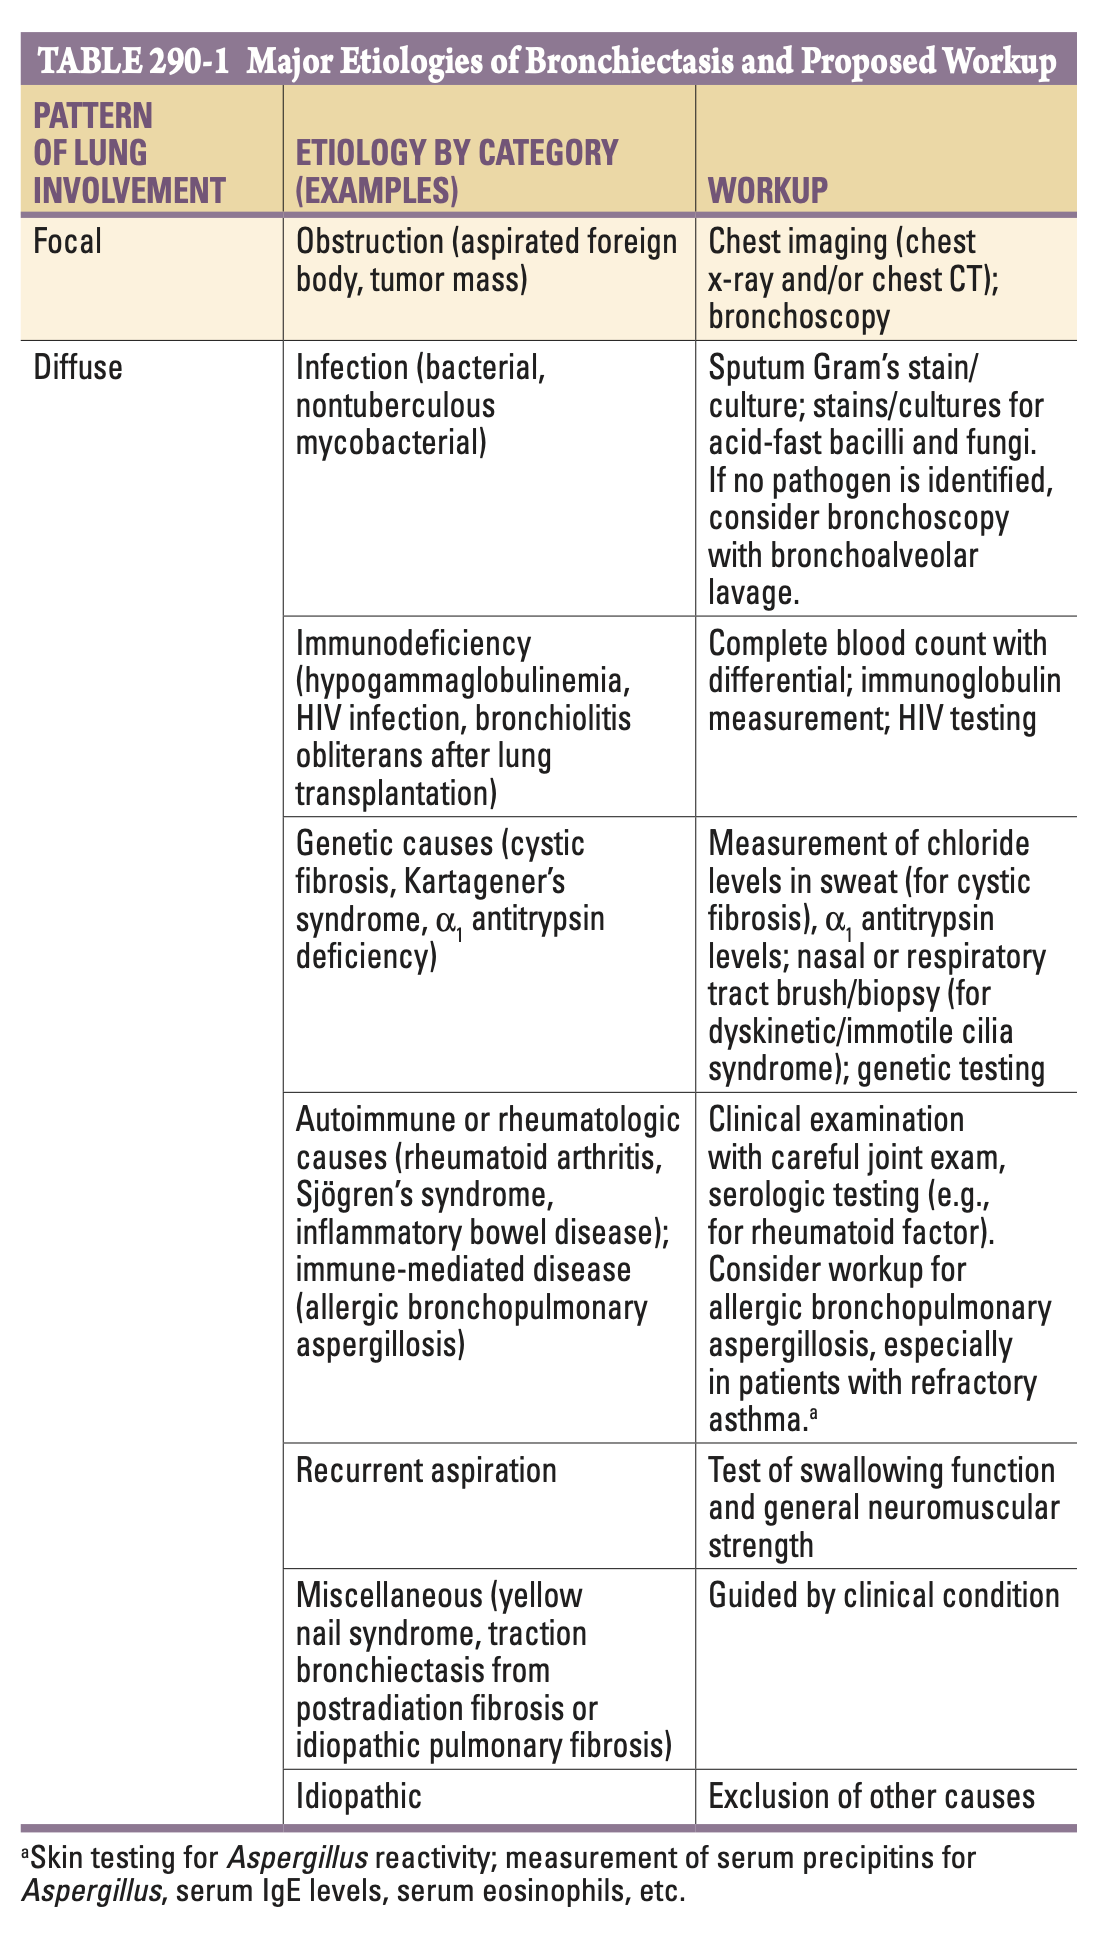 TABLE 290-1 Major Etiologies of Bronchiectasis and Proposed Workup
PATTERN
OF LUNG
INVOLVEMENT
ETIOLOGY BY CATEGORY
(EXAMPLES)
WORKUP
Focal
Obstruction (aspirated foreign
body, tumor mass)
Chest imaging (chest
x-ray and/or chest CT);
bronchoscopy
Diffuse
Infection (bacterial,
nontuberculous
mycobacterial)
Sputum Gram’s stain/
culture; stains/cultures for
acid-fast bacilli and fungi.
If no pathogen is identified,
consider bronchoscopy
with bronchoalveolar
lavage.
Immunodeficiency
(hypogammaglobulinemia,
HIV infection, bronchiolitis
obliterans after lung
transplantation)
Complete blood count with
differential; immunoglobulin
measurement; HIV testing
Genetic causes (cystic
fibrosis, Kartagener’s
syndrome, α₁ antitrypsin
deficiency)
Measurement of chloride
levels in sweat (for cystic
fibrosis), α₁ antitrypsin
levels; nasal or respiratory
tract brush/biopsy (for
dyskinetic/immotile cilia
syndrome); genetic testing
Autoimmune or rheumatologic
causes (rheumatoid arthritis,
Sjögren’s syndrome,
inflammatory bowel disease);
immune-mediated disease
(allergic bronchopulmonary
aspergillosis)
Clinical examination
with careful joint exam,
serologic testing (e.g.,
for rheumatoid factor).
Consider workup for
allergic bronchopulmonary
aspergillosis, especially
in patients with refractory
asthma.ᵃ
Recurrent aspiration
Test of swallowing function
and general neuromuscular
strength
Miscellaneous (yellow
nail syndrome, traction
bronchiectasis from
postradiation fibrosis or
idiopathic pulmonary fibrosis)
Guided by clinical condition
Idiopathic
Exclusion of other causes
ᵃSkin testing for Aspergillus reactivity; measurement of serum precipitins for
Aspergillus, serum IgE levels, serum eosinophils, etc.